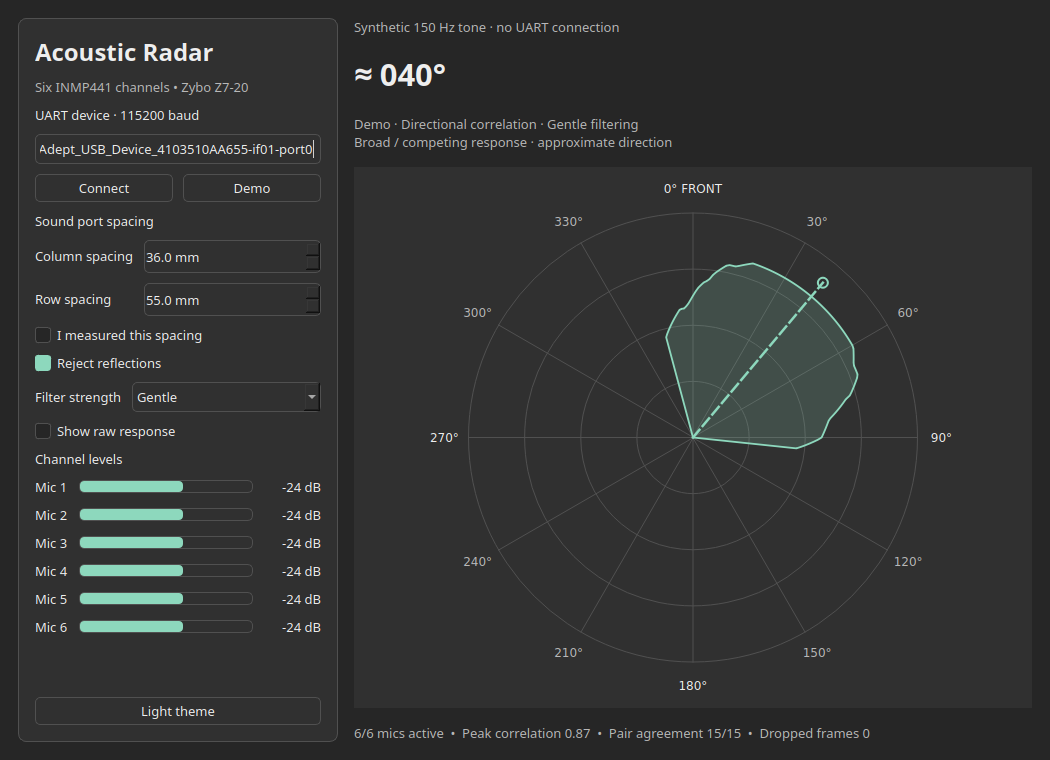 Acoustic Radar
Six INMP441 channels • Zybo Z7-20
UART device · 115200 baud
Adept_USB_Device_4103510AA655-if01-port0
Connect
Demo
Sound port spacing
Column spacing
36.0 mm
Row spacing
55.0 mm
I measured this spacing
Reject reflections
Filter strength
Gentle
Show raw response
Channel levels
Mic 1 -24 dB
Mic 2 -24 dB
Mic 3 -24 dB
Mic 4 -24 dB
Mic 5 -24 dB
Mic 6 -24 dB
Light theme
Synthetic 150 Hz tone · no UART connection
≈ 040°
Demo · Directional correlation · Gentle filtering
Broad / competing response · approximate direction
0° FRONT
330°
30°
300°
60°
270°
90°
240°
120°
210°
150°
180°
6/6 mics active • Peak correlation 0.87 • Pair agreement 15/15 • Dropped frames 0